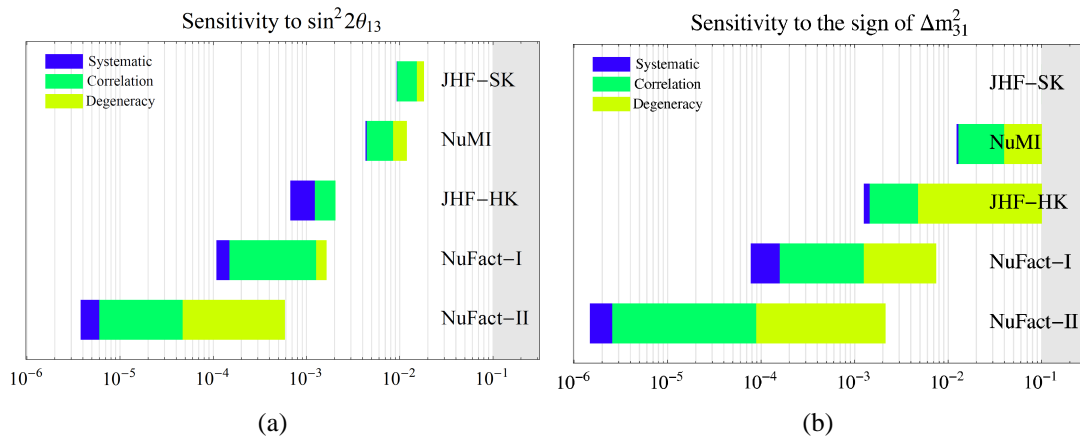 Sensitivity to sin² 2θ₁₃
Systematic
Correlation
Degeneracy
JHF−SK
NuMI
JHF−HK
NuFact−I
NuFact−II
10⁻⁶ 10⁻⁵ 10⁻⁴ 10⁻³ 10⁻² 10⁻¹
(a)
Sensitivity to the sign of Δm²₃₁
Systematic
Correlation
Degeneracy
JHF−SK
NuMI
JHF−HK
NuFact−I
NuFact−II
10⁻⁶ 10⁻⁵ 10⁻⁴ 10⁻³ 10⁻² 10⁻¹
(b)